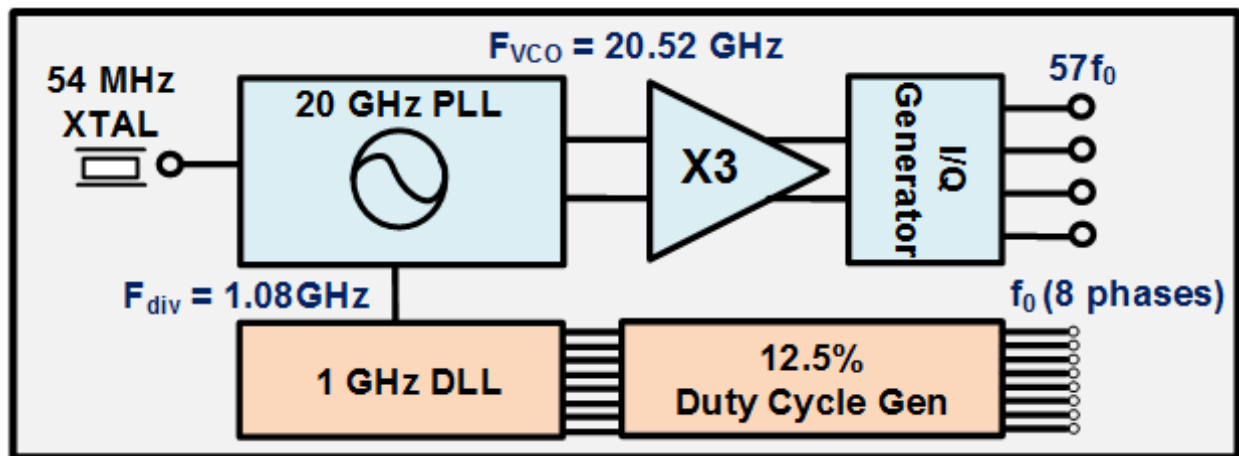 F_VCO = 20.52 GHz
54 MHz
XTAL
20 GHz PLL
X3
I/Q
Generator
57f₀
F_div = 1.08GHz
f₀ (8 phases)
1 GHz DLL
12.5%
Duty Cycle Gen